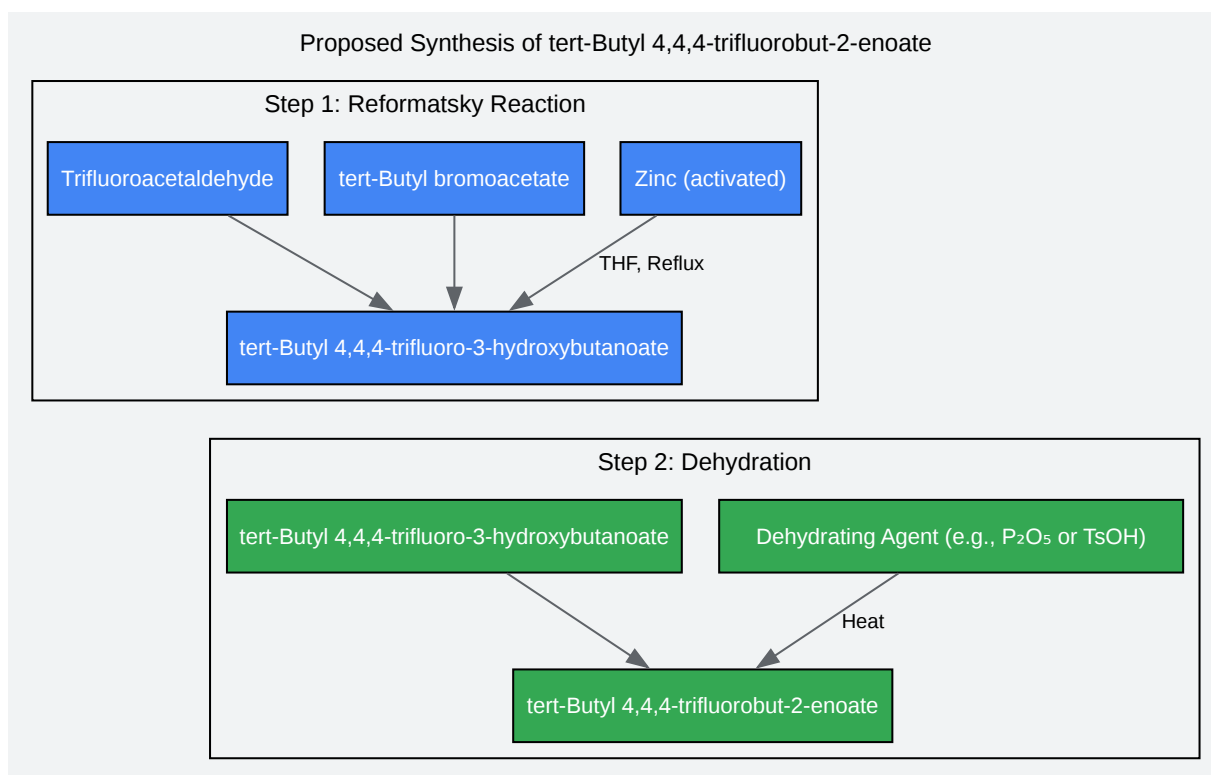 Proposed Synthesis of tert-Butyl 4,4,4-trifluorobut-2-enoate
Step 1: Reformatsky Reaction
Trifluoroacetaldehyde
tert-Butyl bromoacetate
Zinc (activated)
THF, Reflux
tert-Butyl 4,4,4-trifluoro-3-hydroxybutanoate
Step 2: Dehydration
tert-Butyl 4,4,4-trifluoro-3-hydroxybutanoate
Dehydrating Agent (e.g., P₂O₅ or TsOH)
Heat
tert-Butyl 4,4,4-trifluorobut-2-enoate